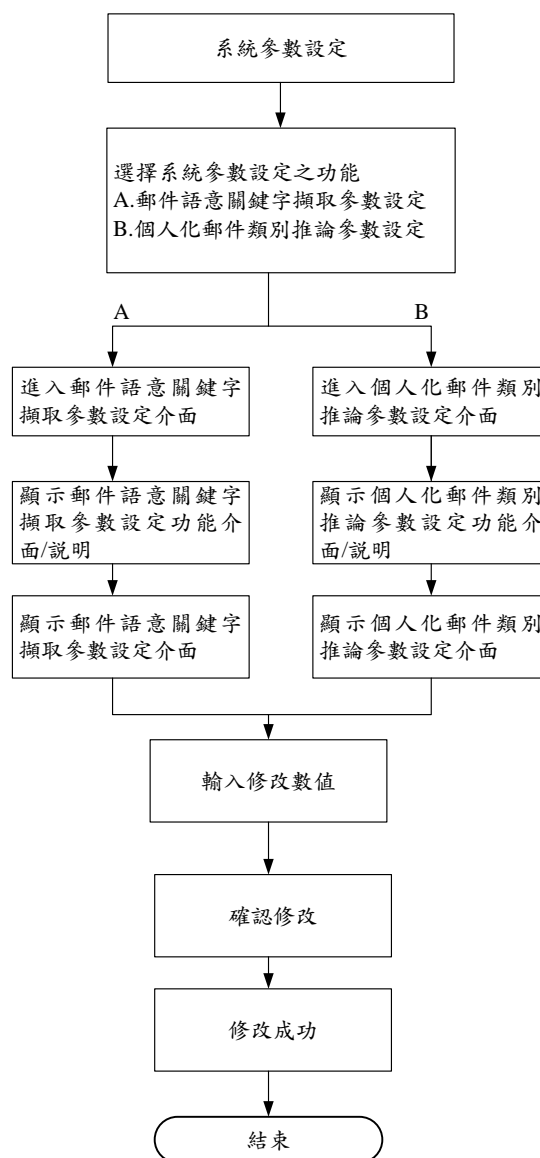 系統參數設定
選擇系統參數設定之功能
A.郵件語意關鍵字擷取參數設定
B.個人化郵件類別推論參數設定
A
B
進入郵件語意關鍵字
擷取參數設定介面
進入個人化郵件類別
推論參數設定介面
顯示郵件語意關鍵字
擷取參數設定功能介
面/說明
顯示個人化郵件類別
推論參數設定功能介
面/說明
顯示郵件語意關鍵字
擷取參數設定介面
顯示個人化郵件類別
推論參數設定介面
輸入修改數值
確認修改
修改成功
結束